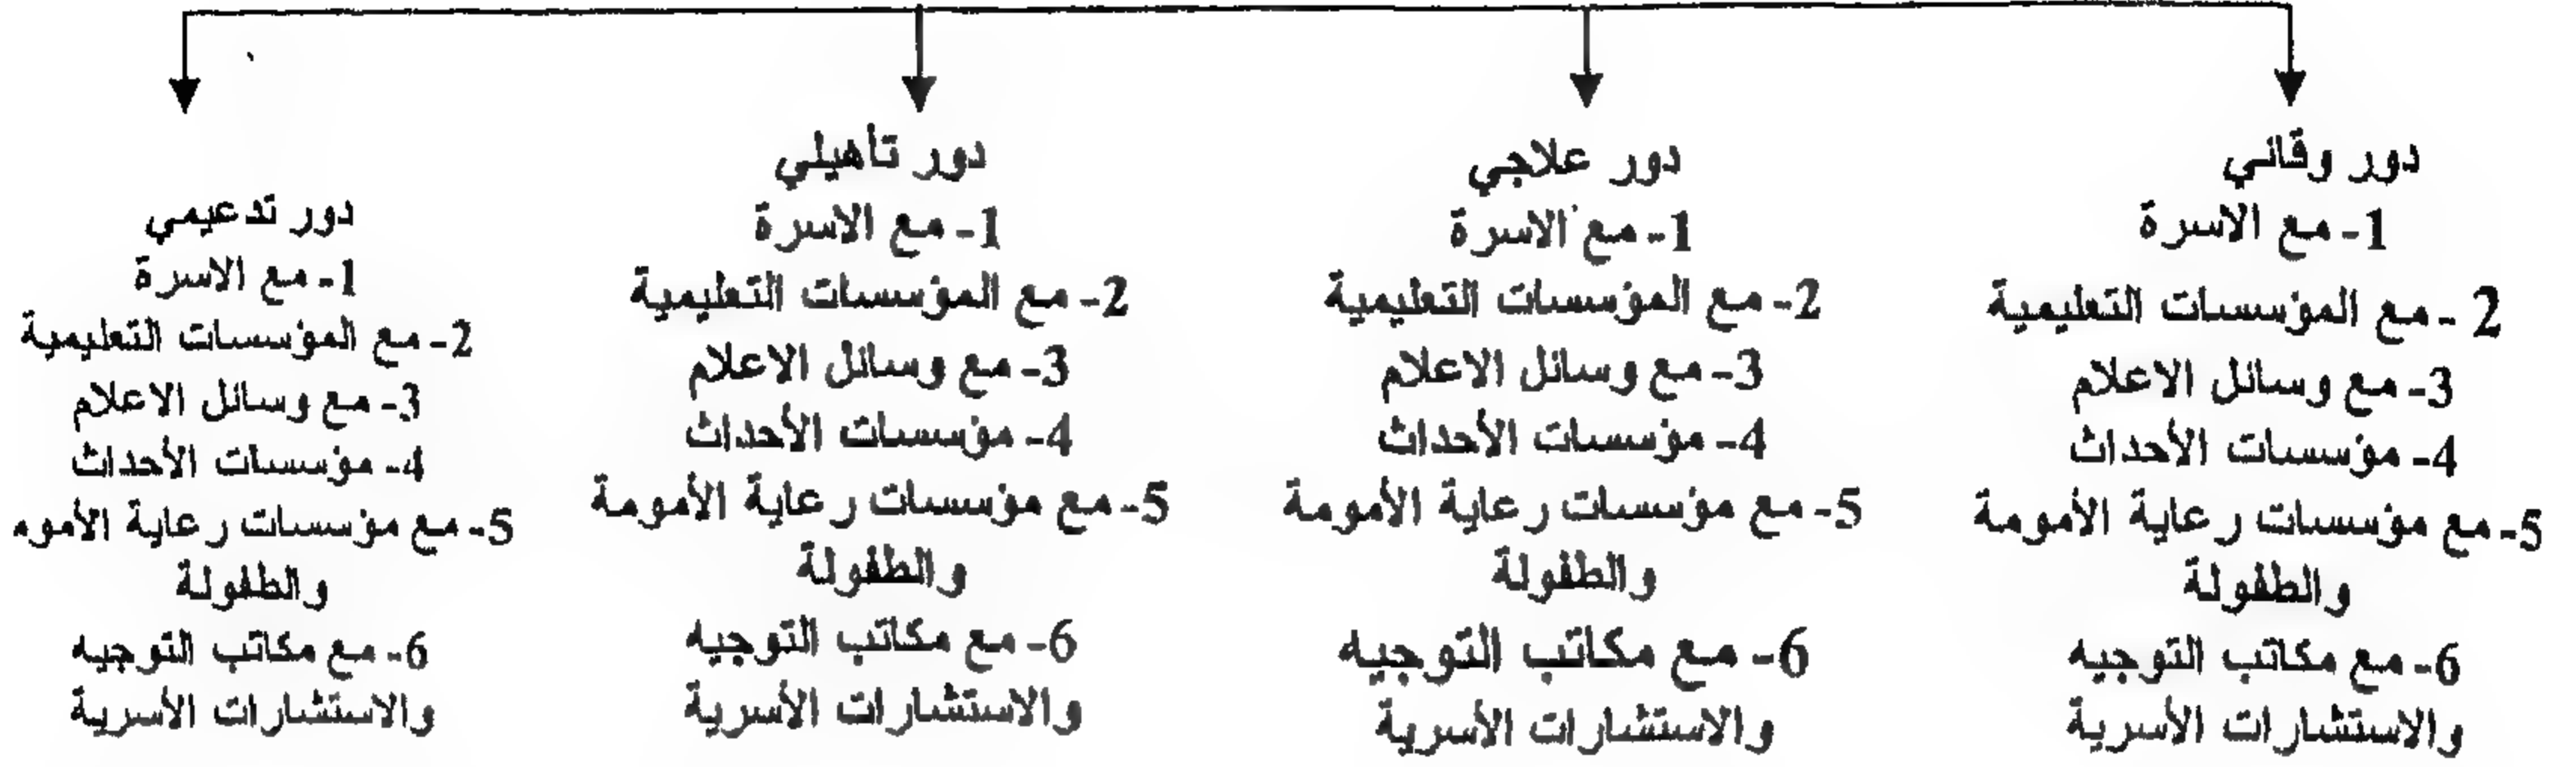 دور وقائي
1- مع الاسرة
2 - مع المؤسسات التعليمية
3- مع وسائل الاعلام
4- مؤسسات الأحداث
5- مع مؤسسات رعاية الأمومة
والطفولة
6- مع مكاتب التوجيه
والاستشارات الأسرية
دور علاجي
1- مع الاسرة
2- مع المؤسسات التعليمية
3- مع وسائل الاعلام
4- مؤسسات الأحداث
5- مع مؤسسات رعاية الأمومة
والطفولة
6- مع مكاتب التوجيه
والاستشارات الأسرية
دور تأهيلي
1- مع الاسرة
2- مع المؤسسات التعليمية
3- مع وسائل الاعلام
4- مؤسسات الأحداث
5- مع مؤسسات رعاية الأمومة
والطفولة
6- مع مكاتب التوجيه
والاستشارات الأسرية
دور تدعيمي
1- مع الاسرة
2- مع المؤسسات التعليمية
3- مع وسائل الاعلام
4- مؤسسات الأحداث
5- مع مؤسسات رعاية الأموم
والطفولة
6- مع مكاتب التوجيه
والاستشارات الأسرية